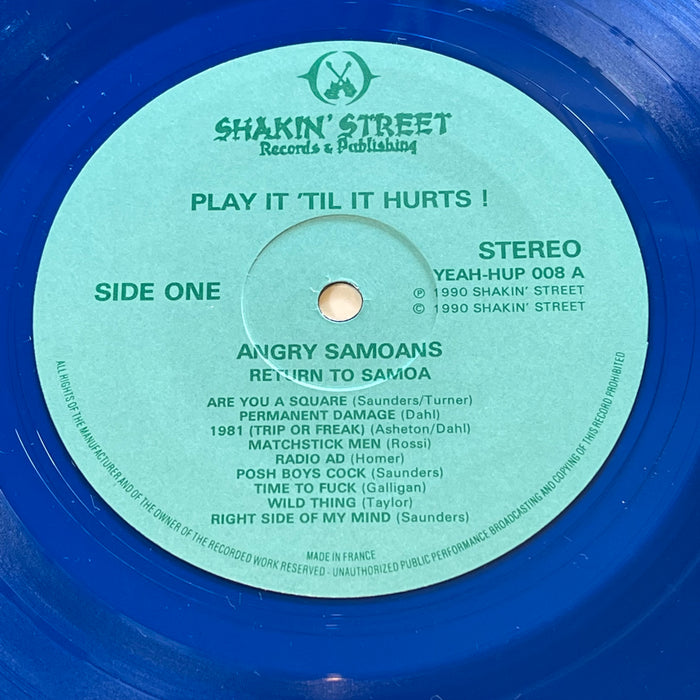 SHAKIN' STREET
Records & Publishing
PLAY IT 'TIL IT HURTS !
STEREO
YEAH-HUP 008 A
SIDE ONE
℗ 1990 SHAKIN' STREET
© 1990 SHAKIN' STREET
ANGRY SAMOANS
RETURN TO SAMOA
ARE YOU A SQUARE (Saunders/Turner)
PERMANENT DAMAGE (Dahl)
1981 (TRIP OR FREAK) (Asheton/Dahl)
MATCHSTICK MEN (Rossi)
RADIO AD (Homer)
POSH BOYS COCK (Saunders)
TIME TO FUCK (Galligan)
WILD THING (Taylor)
RIGHT SIDE OF MY MIND (Saunders)
MADE IN FRANCE
ALL RIGHTS OF THE MANUFACTURER AND OF THE OWNER OF THE RECORDED WORK RESERVED - UNAUTHORIZED PUBLIC PERFORMANCE BROADCASTING AND COPYING OF THIS RECORD PROHIBITED